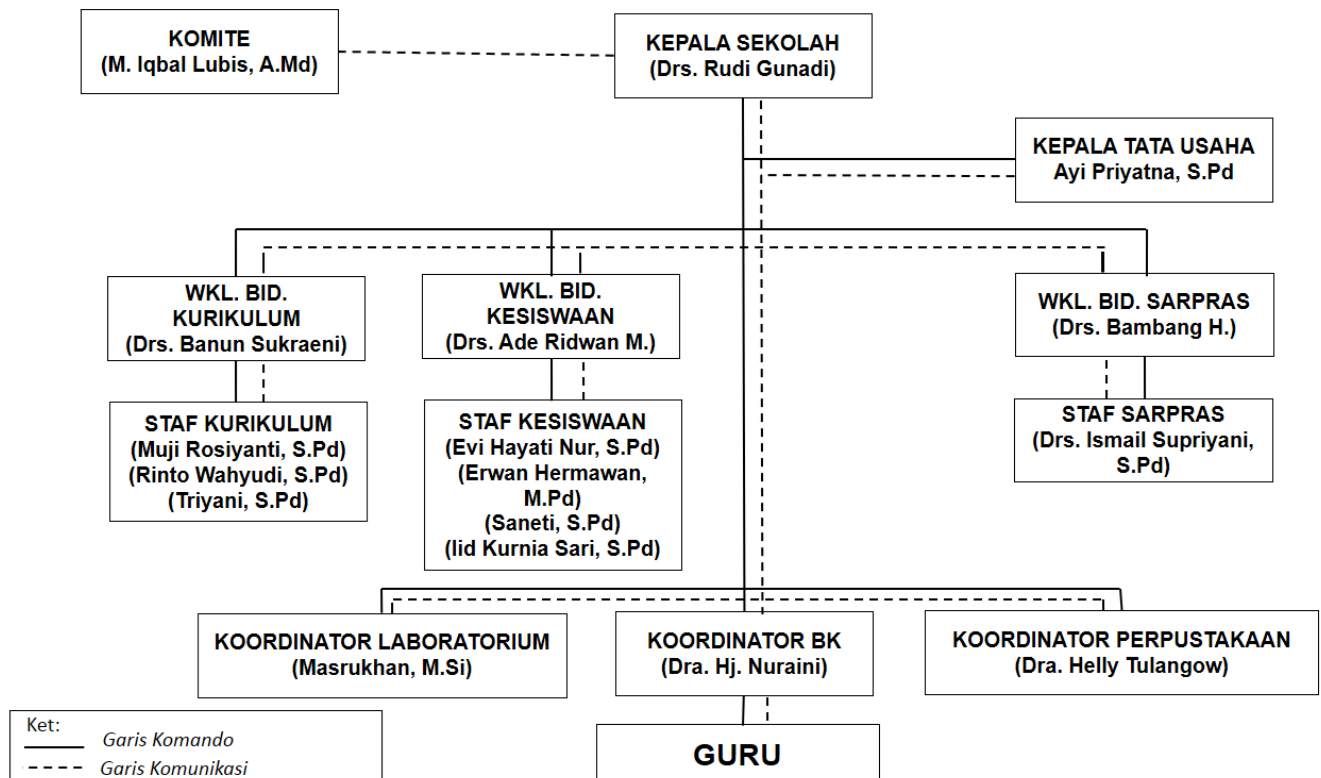 KOMITE
(M. Iqbal Lubis, A.Md)
KEPALA SEKOLAH
(Drs. Rudi Gunadi)
KEPALA TATA USAHA
Ayi Priyatna, S.Pd
WKL. BID.
KURIKULUM
(Drs. Banun Sukraeni)
WKL. BID.
KESISWAAN
(Drs. Ade Ridwan M.)
WKL. BID. SARPRAS
(Drs. Bambang H.)
STAF KURIKULUM
(Muji Rosiyanti, S.Pd)
(Rinto Wahyudi, S.Pd)
(Triyani, S.Pd)
STAF KESISWAAN
(Evi Hayati Nur, S.Pd)
(Erwan Hermawan,
M.Pd)
(Saneti, S.Pd)
(Iid Kurnia Sari, S.Pd)
STAF SARPRAS
(Drs. Ismail Supriyani,
S.Pd)
KOORDINATOR LABORATORIUM
(Masrukhan, M.Si)
KOORDINATOR BK
(Dra. Hj. Nuraini)
KOORDINATOR PERPUSTAKAAN
(Dra. Helly Tulangow)
GURU
Ket:
Garis Komando
Garis Komunikasi